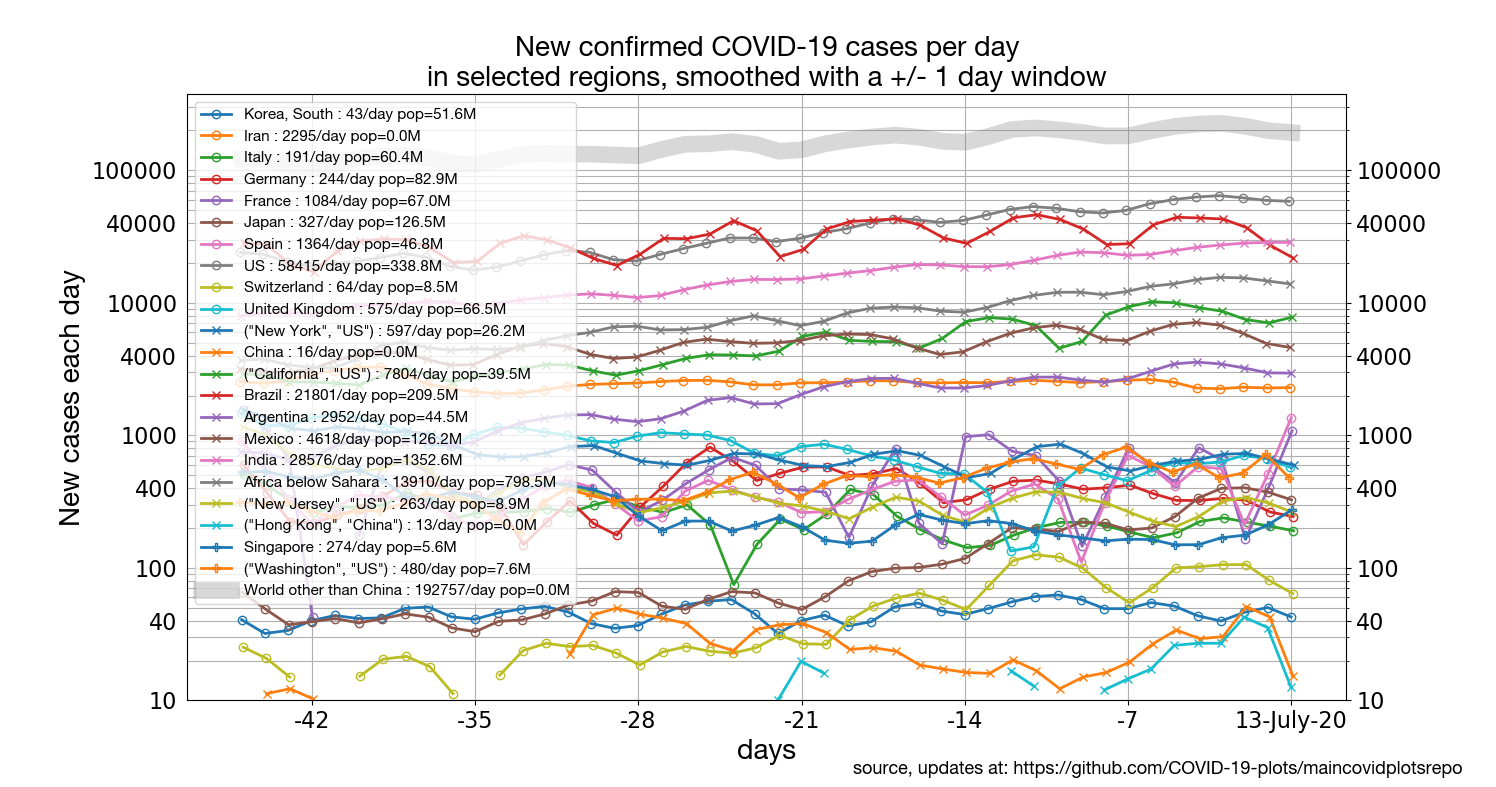 New confirmed COVID-19 cases per day
in selected regions, smoothed with a +/- 1 day window
Korea, South : 43/day pop=51.6M
Iran : 2295/day pop=0.0M
Italy : 191/day pop=60.4M
Germany : 244/day pop=82.9M
France : 1084/day pop=67.0M
Japan : 327/day pop=126.5M
Spain : 1364/day pop=46.8M
US : 58415/day pop=338.8M
Switzerland : 64/day pop=8.5M
United Kingdom : 575/day pop=66.5M
("New York", "US") : 597/day pop=26.2M
China : 16/day pop=0.0M
("California", "US") : 7804/day pop=39.5M
Brazil : 21801/day pop=209.5M
Argentina : 2952/day pop=44.5M
Mexico : 4618/day pop=126.2M
India : 28576/day pop=1352.6M
Africa below Sahara : 13910/day pop=798.5M
("New Jersey", "US") : 263/day pop=8.9M
("Hong Kong", "China") : 13/day pop=0.0M
Singapore : 274/day pop=5.6M
("Washington", "US") : 480/day pop=7.6M
World other than China : 192757/day pop=0.0M
New cases each day
100000
40000
10000
4000
1000
400
100
40
10
100000
40000
10000
4000
1000
400
100
40
10
-42 -35 -28 -21 -14 -7 13-July-20
days
source, updates at: https://github.com/COVID-19-plots/maincovidplotsrepo